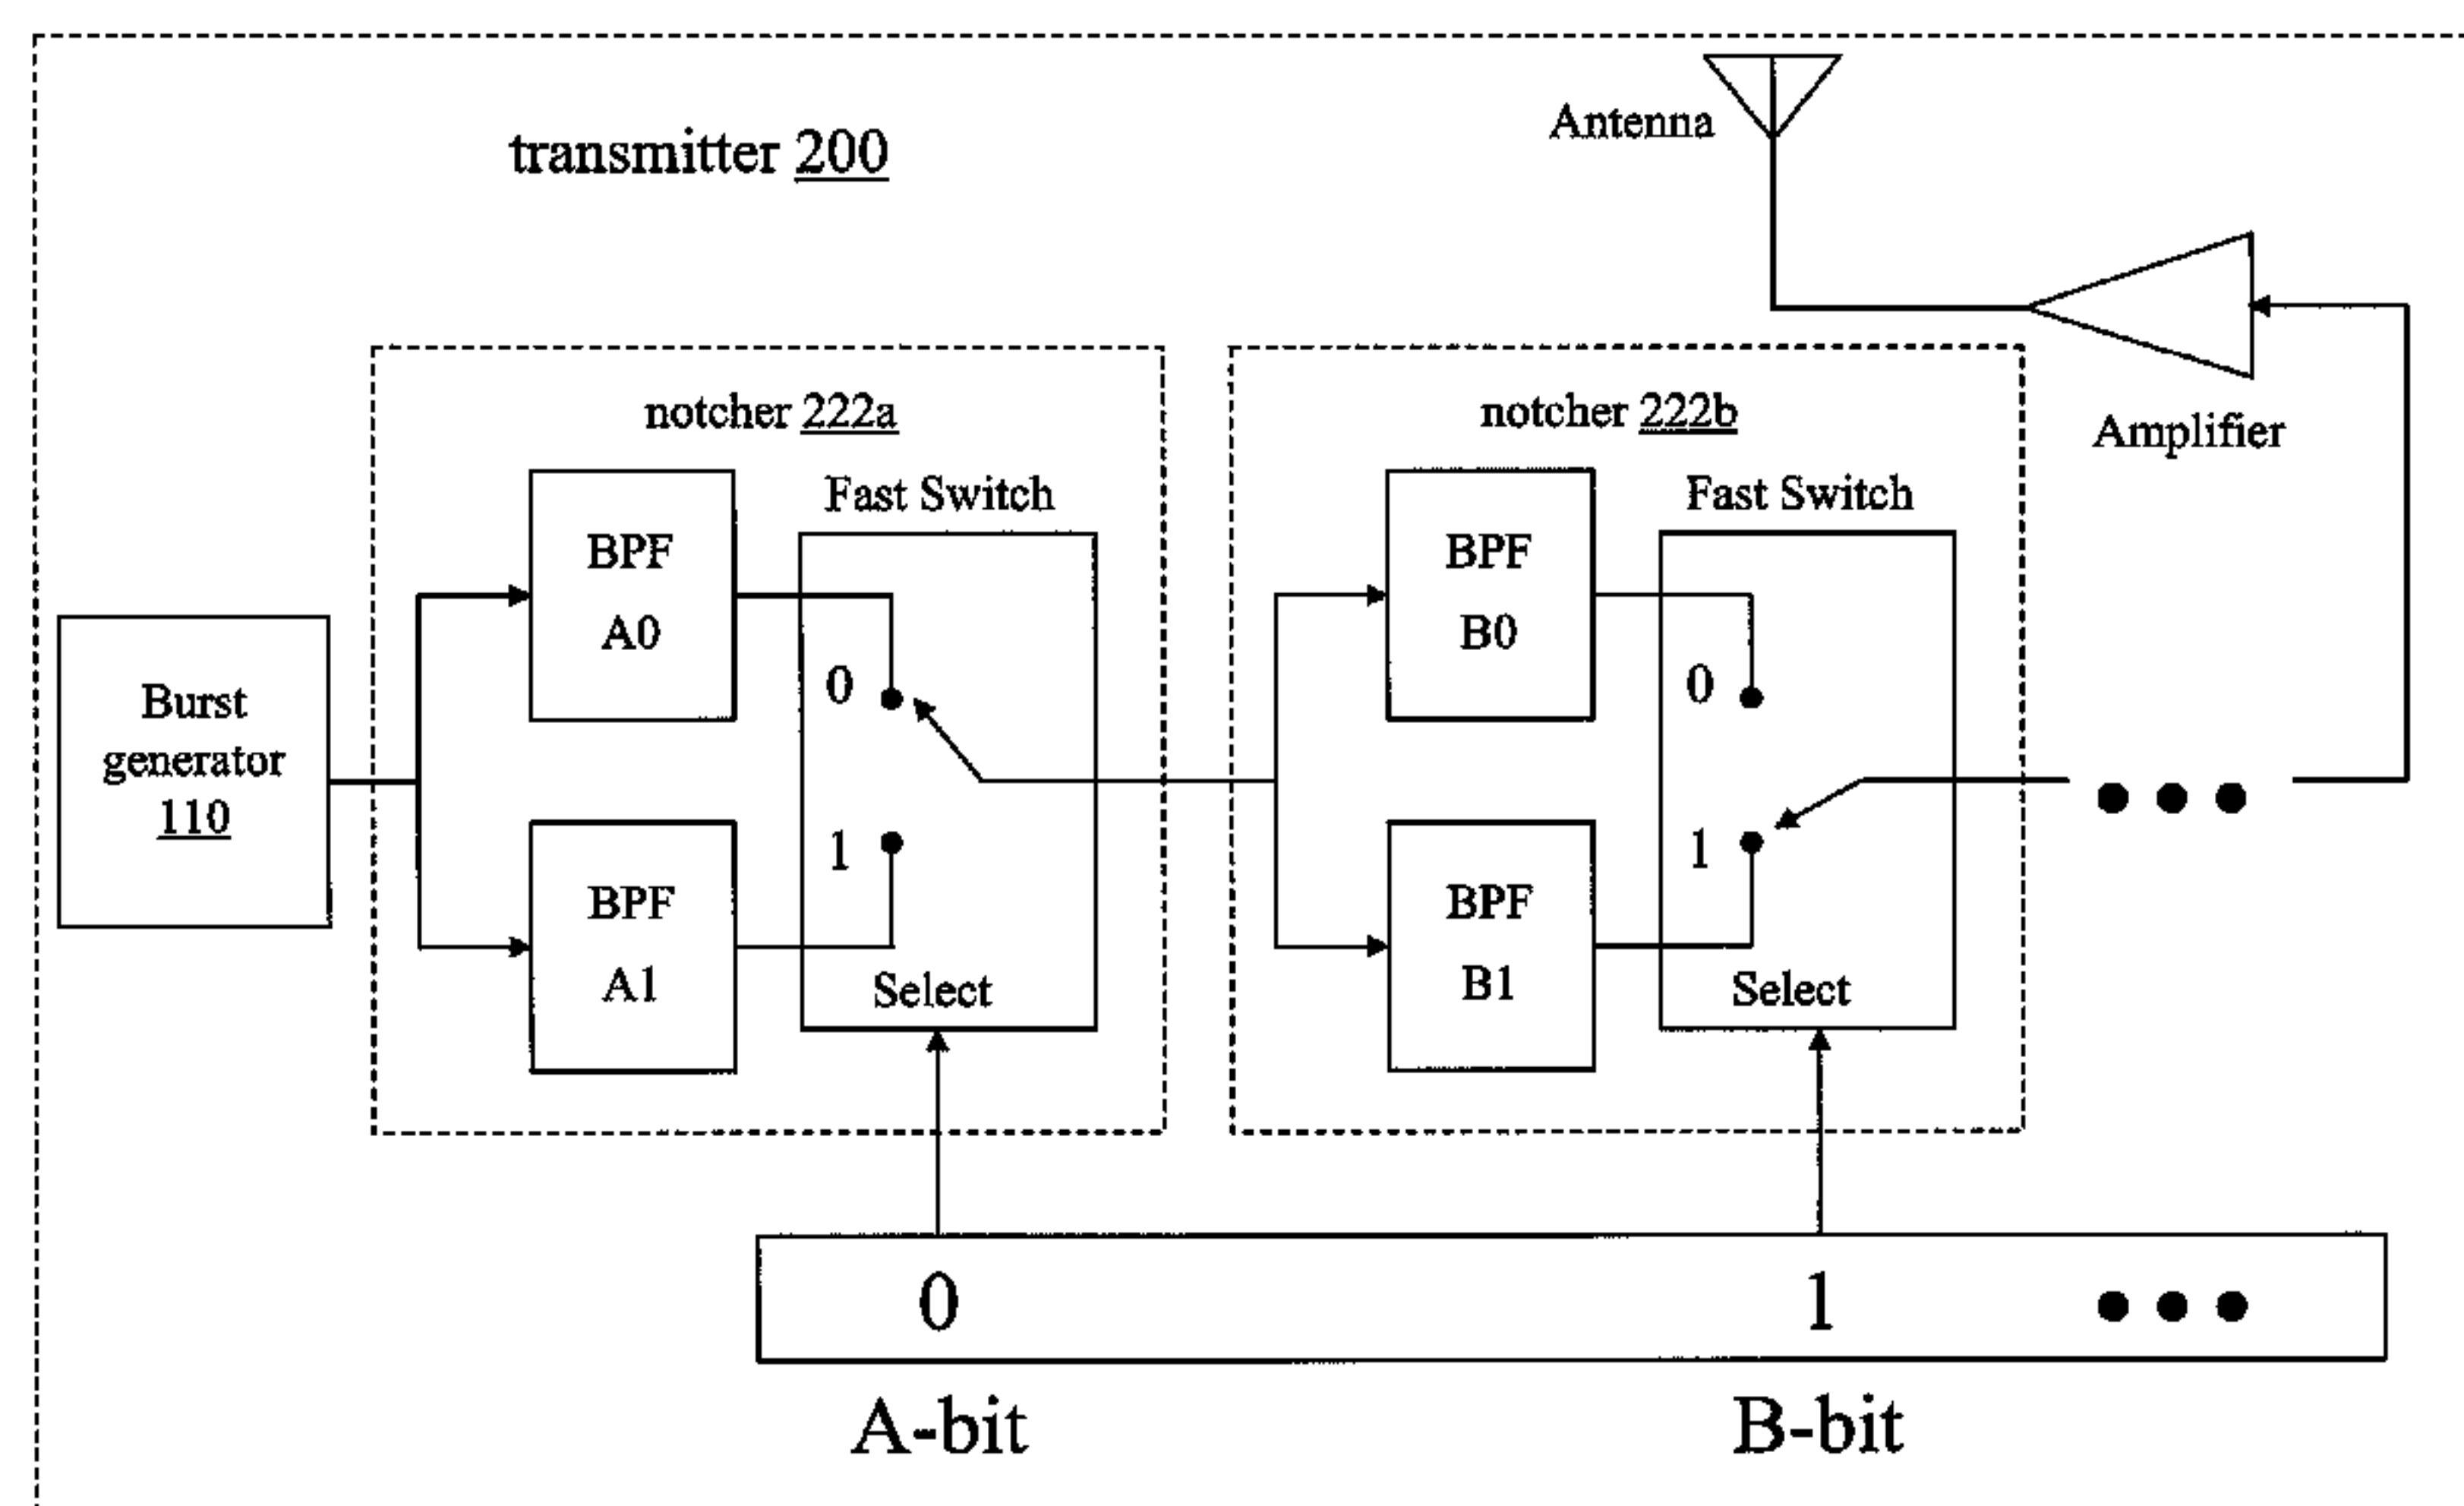 Antenna
transmitter 200
notcher 222a
notcher 222b
Amplifier
Fast Switch
Fast Switch
BPF
A0
BPF
B0
0
0
Burst
generator
110
1
1
BPF
A1
BPF
B1
Select
Select
0
1
A-bit
B-bit